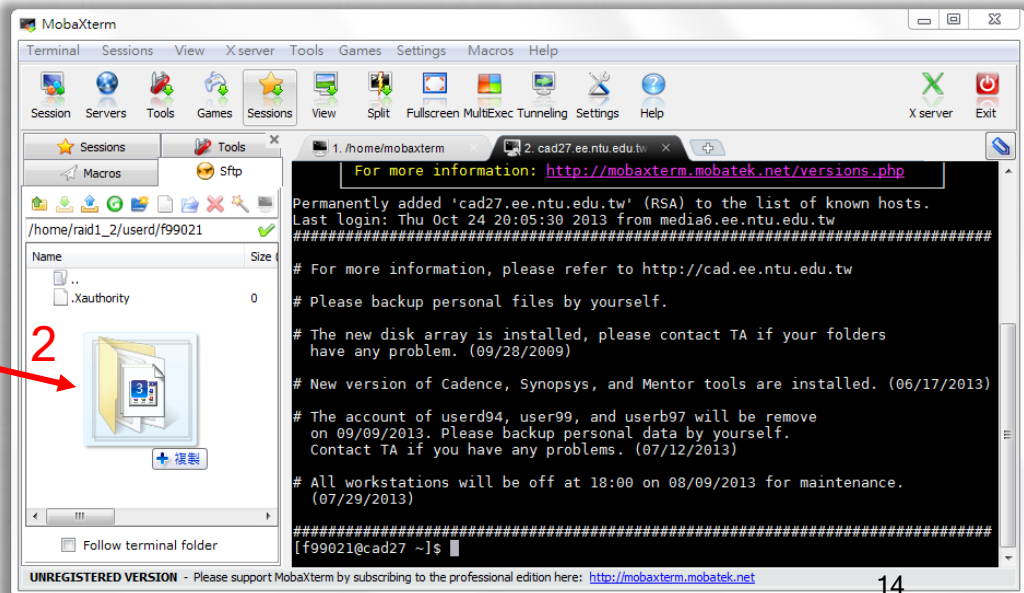 MobaXterm
Terminal Sessions View X server Tools Games Settings Macros Help
Session Servers Tools Games Sessions View Split Fullscreen MultiExec Tunneling Settings Help X server Exit
Sessions Tools
Macros Sftp
1. /home/mobaxterm 2. cad27.ee.ntu.edu.tw
/home/raid1_2/userd/f99021
Name Size (
..
.Xauthority 0
2
3
複製
Follow terminal folder
For more information: http://mobaxterm.mobatek.net/versions.php
Permanently added 'cad27.ee.ntu.edu.tw' (RSA) to the list of known hosts.
Last login: Thu Oct 24 20:05:30 2013 from media6.ee.ntu.edu.tw
################################################################################
# For more information, please refer to http://cad.ee.ntu.edu.tw
# Please backup personal files by yourself.
# The new disk array is installed, please contact TA if your folders
have any problem. (09/28/2009)
# New version of Cadence, Synopsys, and Mentor tools are installed. (06/17/2013)
# The account of userd94, user99, and userb97 will be remove
on 09/09/2013. Please backup personal data by yourself.
Contact TA if you have any problems. (07/12/2013)
# All workstations will be off at 18:00 on 08/09/2013 for maintenance.
(07/29/2013)
################################################################################
[f99021@cad27 ~]$
UNREGISTERED VERSION - Please support MobaXterm by subscribing to the professional edition here: http://mobaxterm.mobatek.net
14